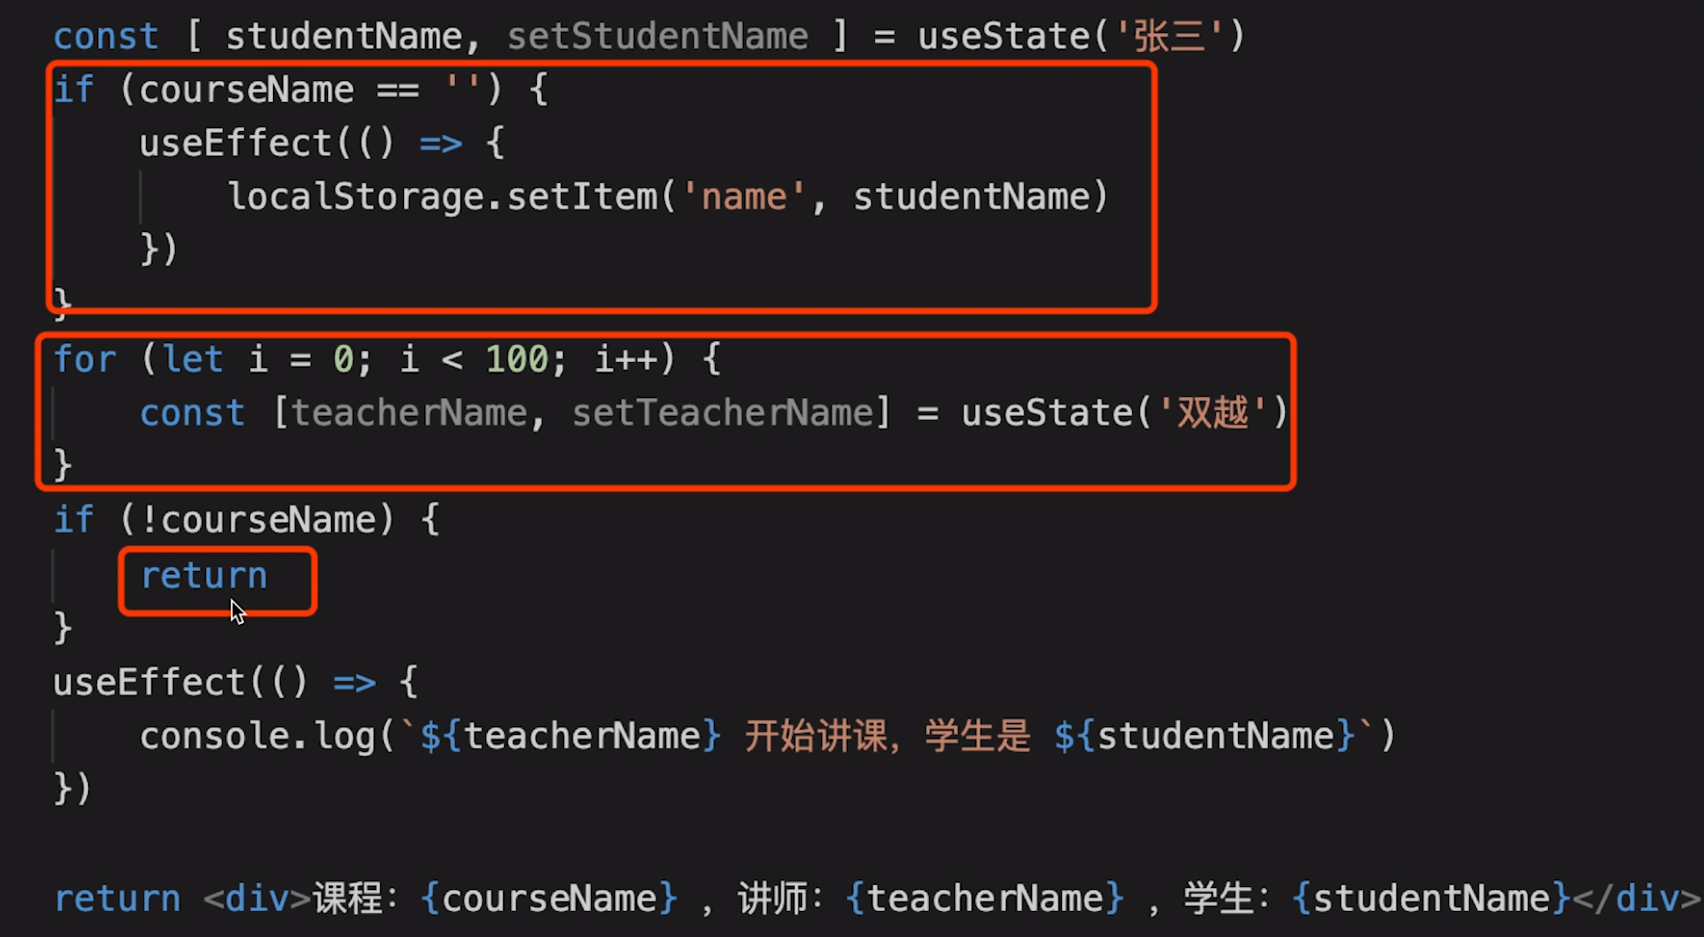 const [ studentName, setStudentName ] = useState('张三')
if (courseName == '') {
    useEffect(() => {
        localStorage.setItem('name', studentName)
    })
}
for (let i = 0; i < 100; i++) {
    const [teacherName, setTeacherName] = useState('双越')
}
if (!courseName) {
    return
}
useEffect(() => {
    console.log(`${teacherName} 开始讲课，学生是 ${studentName}`)
})
return <div>课程：{courseName} , 讲师：{teacherName} , 学生：{studentName}</div>